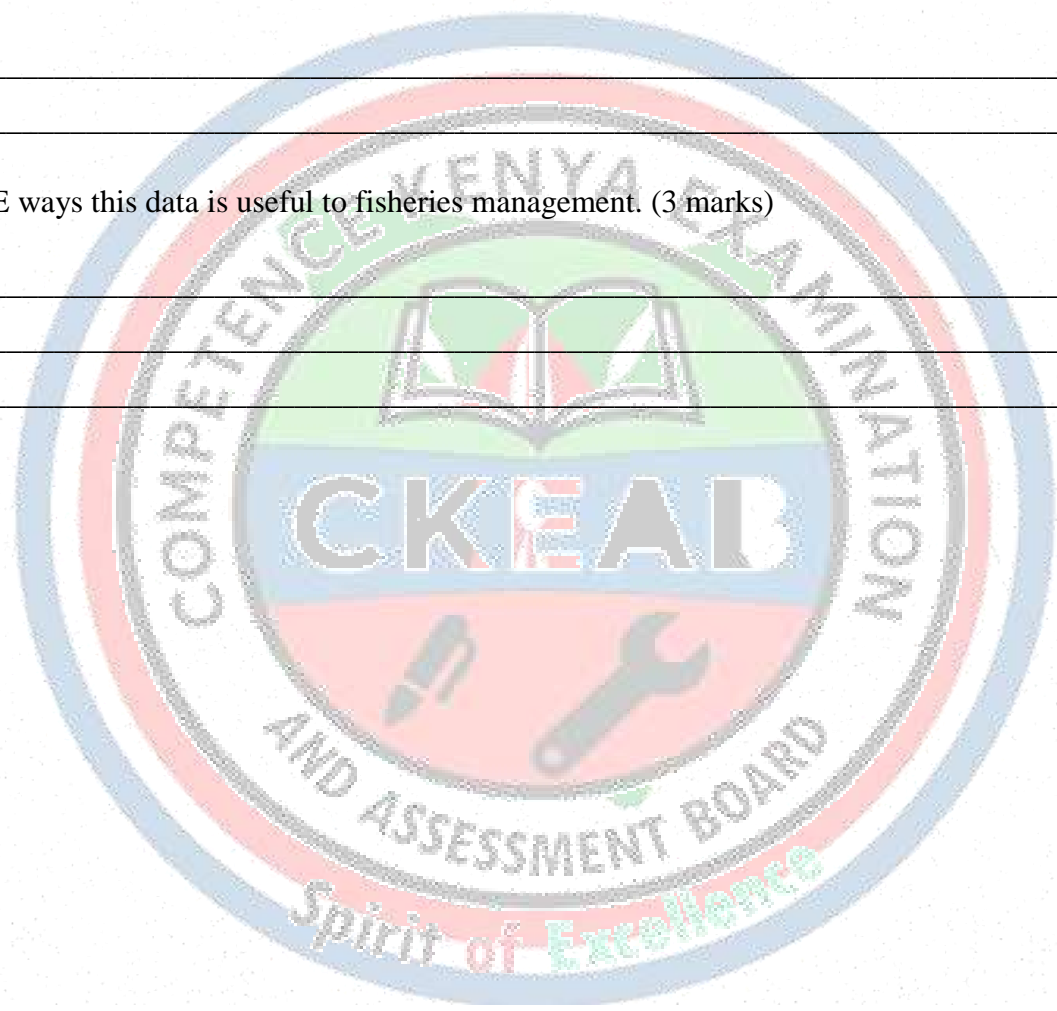 E ways this data is useful to fisheries management. (3 marks)
COMPETENCE KENYA EXAMINATION
CKEAB
AND ASSESSMENT BOARD
Spirit of Excellence